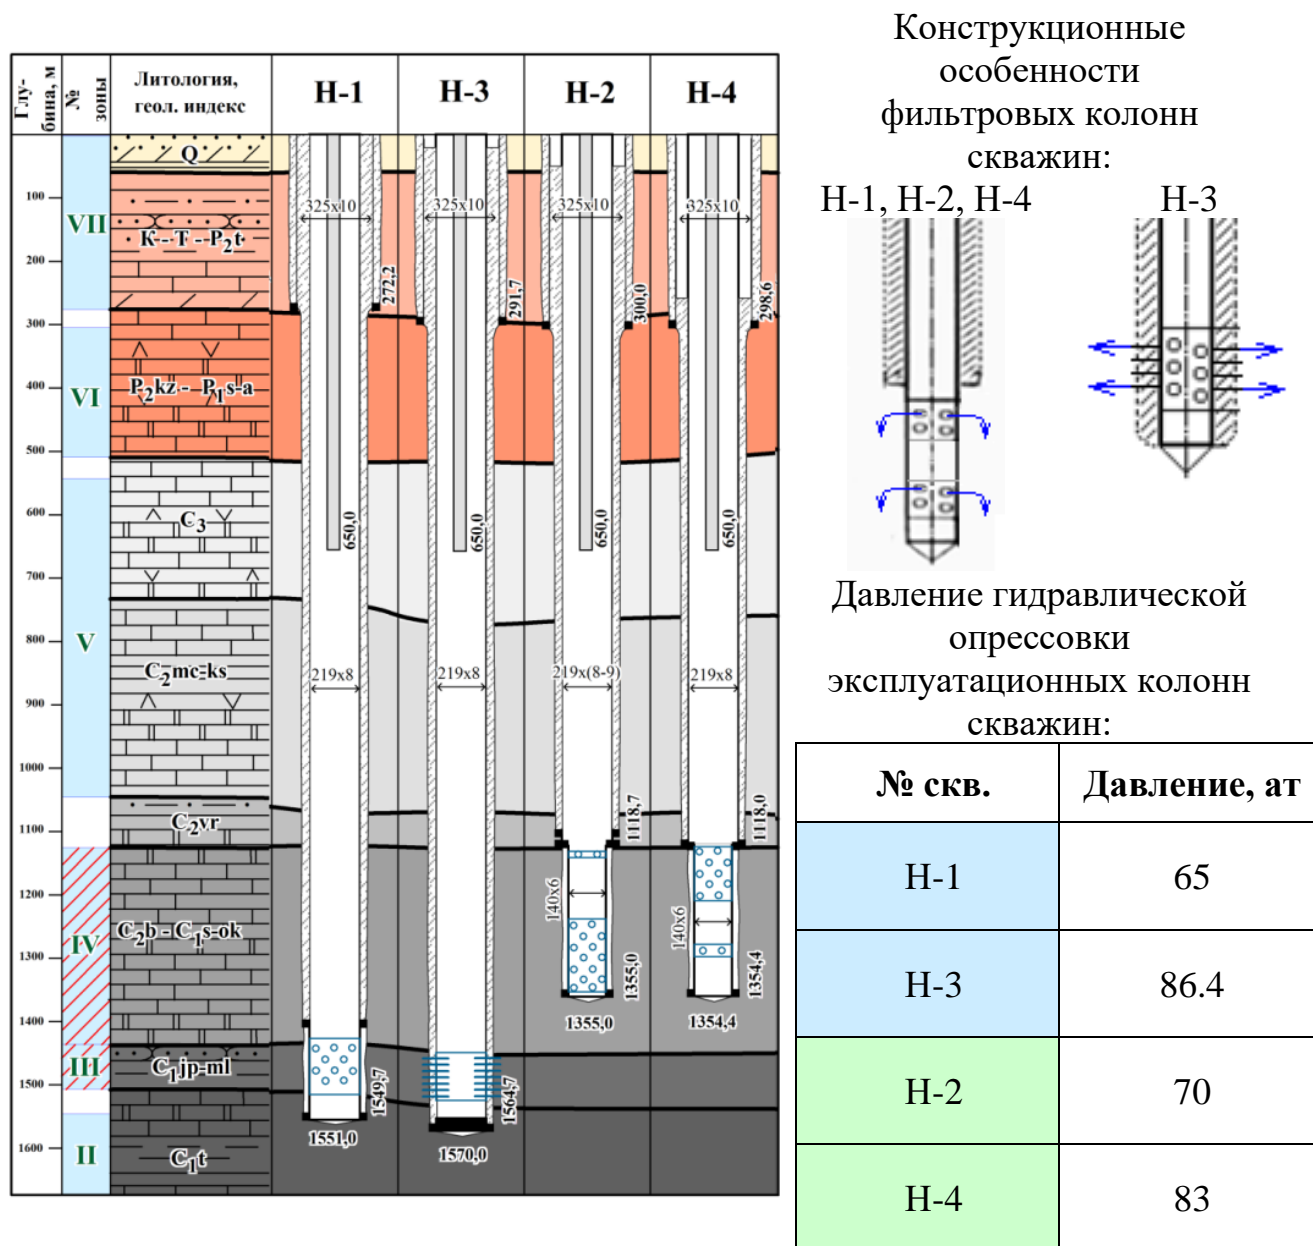 Глу-
бина, м
№
зоны
Литология,
геол. индекс
Н-1
Н-3
Н-2
Н-4
100
200
300
400
500
600
700
800
900
1000
1100
1200
1300
1400
1500
1600
VII
VI
V
IV
III
II
Q
K - T - P2t
P2kz - P1s-a
C3
C2mc-ks
C2vr
C2b - C1s-ok
C1jp-ml
C1t
325x10
325x10
325x10
325x10
272,2
291,7
300,0
298,6
650,0
650,0
650,0
650,0
219x8
219x8
219x(8-9)
219x8
1118,7
1118,0
140x6
140x6
1355,0
1354,4
1355,0
1354,4
1549,7
1564,7
1551,0
1570,0
Конструкционные
особенности
фильтровых колонн
скважин:
Н-1, Н-2, Н-4
Н-3
Давление гидравлической
опрессовки
эксплуатационных колонн
скважин:
№ скв.
Давление, ат
Н-1
65
Н-3
86.4
Н-2
70
Н-4
83